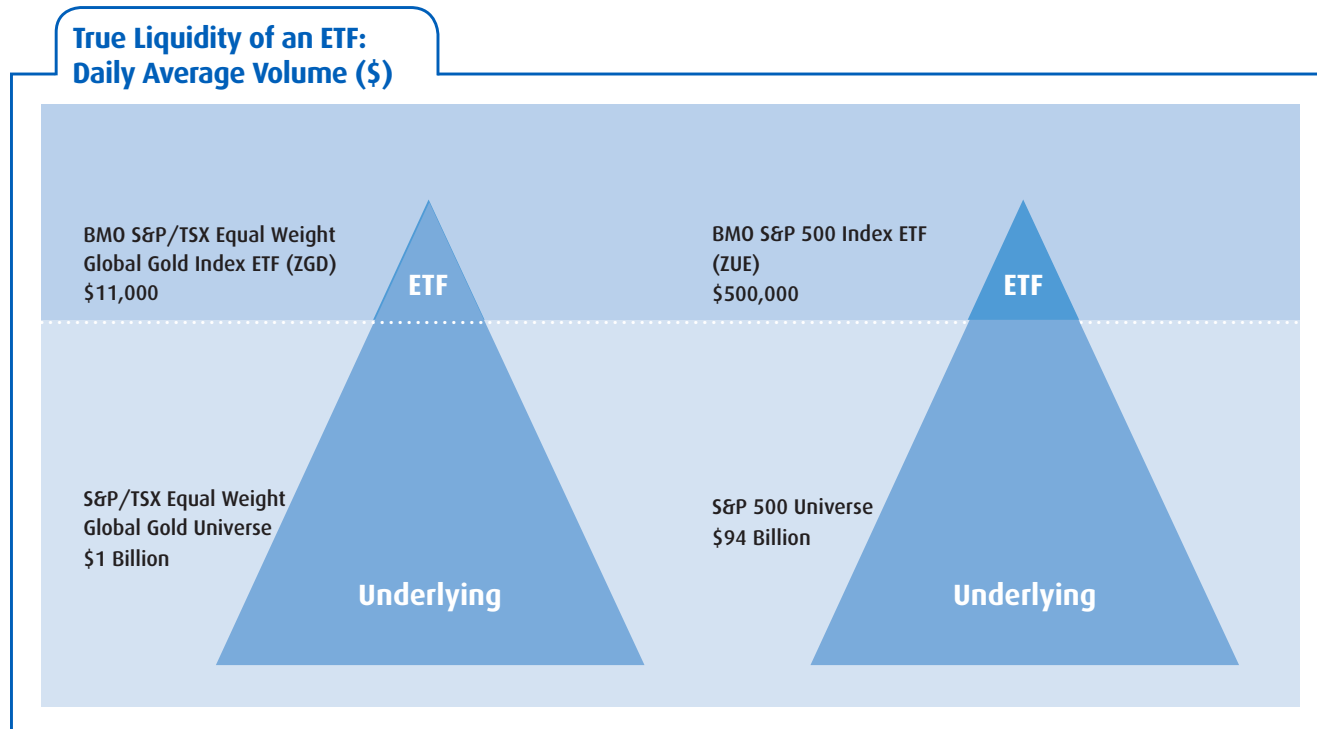 True Liquidity of an ETF:
Daily Average Volume ($)
BMO S&P/TSX Equal Weight
Global Gold Index ETF (ZGD)
$11,000
ETF
BMO S&P 500 Index ETF
(ZUE)
$500,000
ETF
S&P/TSX Equal Weight
Global Gold Universe
$1 Billion
Underlying
S&P 500 Universe
$94 Billion
Underlying